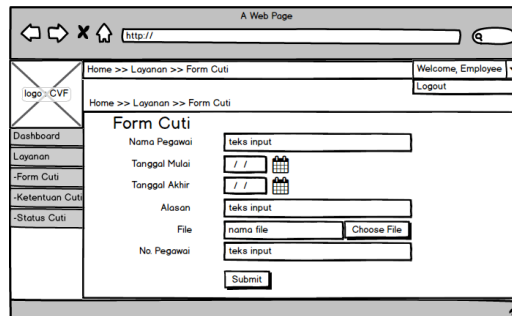 A Web Page
http://
Home >> Layanan >> Form Cuti
Welcome, Employee
Logout
logo CVF
Home >> Layanan >> Form Cuti
Form Cuti
Dashboard
Layanan
-Form Cuti
-Ketentuan Cuti
-Status Cuti
Nama Pegawai teks input
Tanggal Mulai / /
Tanggal Akhir / /
Alasan teks input
File nama file Choose File
No. Pegawai teks input
Submit